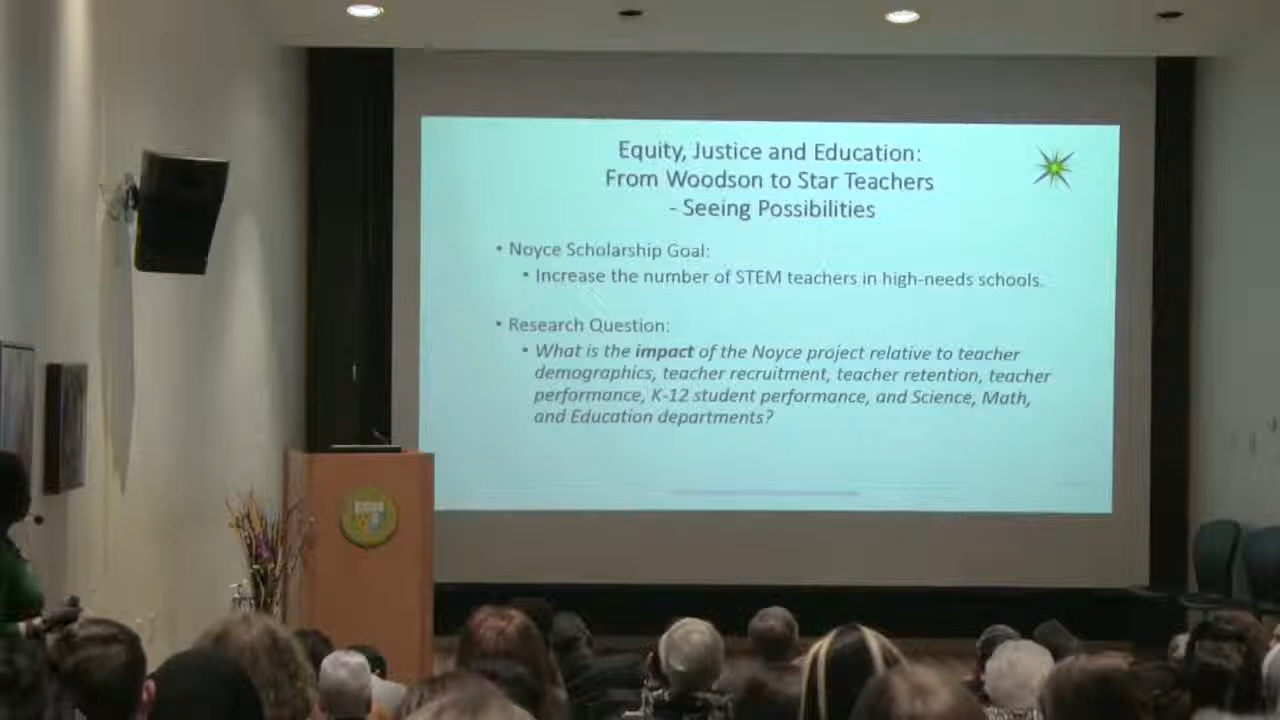 Equity, Justice and Education:
From Woodson to Star Teachers
- Seeing Possibilities
• Noyce Scholarship Goal:
• Increase the number of STEM teachers in high-needs schools.
• Research Question:
• What is the impact of the Noyce project relative to teacher
demographics, teacher recruitment, teacher retention, teacher
performance, K-12 student performance, and Science, Math,
and Education departments?